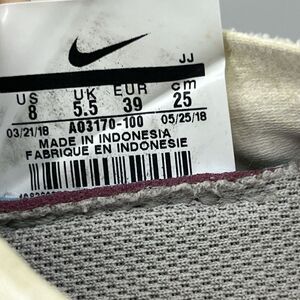 JJ
US UK EUR cm
8 5.5 39 25
03/21/18 AO3170-100 05/25/18
MADE IN INDONESIA
FABRIQUE EN INDONESIE